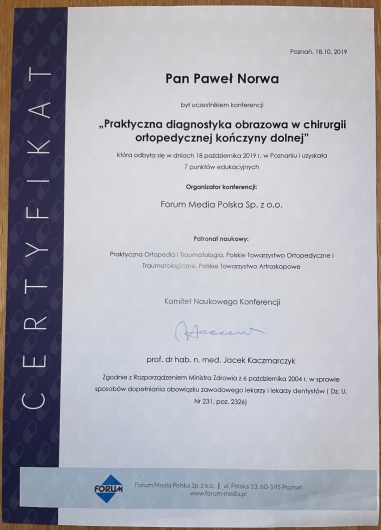 CERTYFIKAT
Poznań, 18.10. 2019
Pan Paweł Norwa
był uczestnikiem konferencji
„Praktyczna diagnostyka obrazowa w chirurgii
ortopedycznej kończyny dolnej”
która odbyła się w dniach 18 października 2019 r. w Poznaniu i uzyskała
7 punktów edukacyjnych
Organizator konferencji:
Forum Media Polska Sp. z o.o.
Patronat naukowy:
Praktyczna Ortopedia i Traumatologia, Polskie Towarzystwo Ortopedyczne i
Traumatologiczne, Polskie Towarzystwo Artroskopowe
Komitet Naukowego Konferencji
prof. dr hab. n. med. Jacek Kaczmarczyk
Zgodnie z Rozporządzeniem Ministra Zdrowia z 6 października 2004 r. w sprawie
sposobów dopełniania obowiązku zawodowego lekarzy i lekarzy dentystów ( Dz. U.
Nr 231, poz. 2326)
FORUM
Forum Media Polska Sp. z o.o. | ul. Polska 13, 60-595 Poznań
www.forum-media.pl